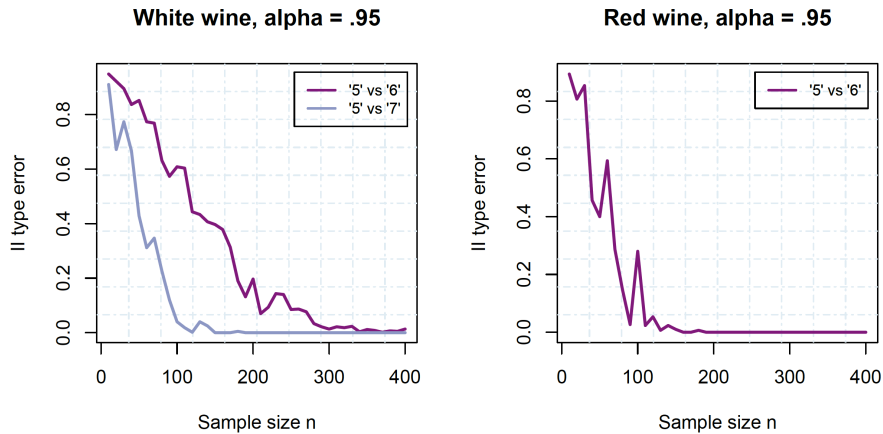 White wine, alpha = .95
II type error
0.0 0.2 0.4 0.6 0.8
'5' vs '6'
'5' vs '7'
0 100 200 300 400
Sample size n
Red wine, alpha = .95
II type error
0.0 0.2 0.4 0.6 0.8
'5' vs '6'
0 100 200 300 400
Sample size n